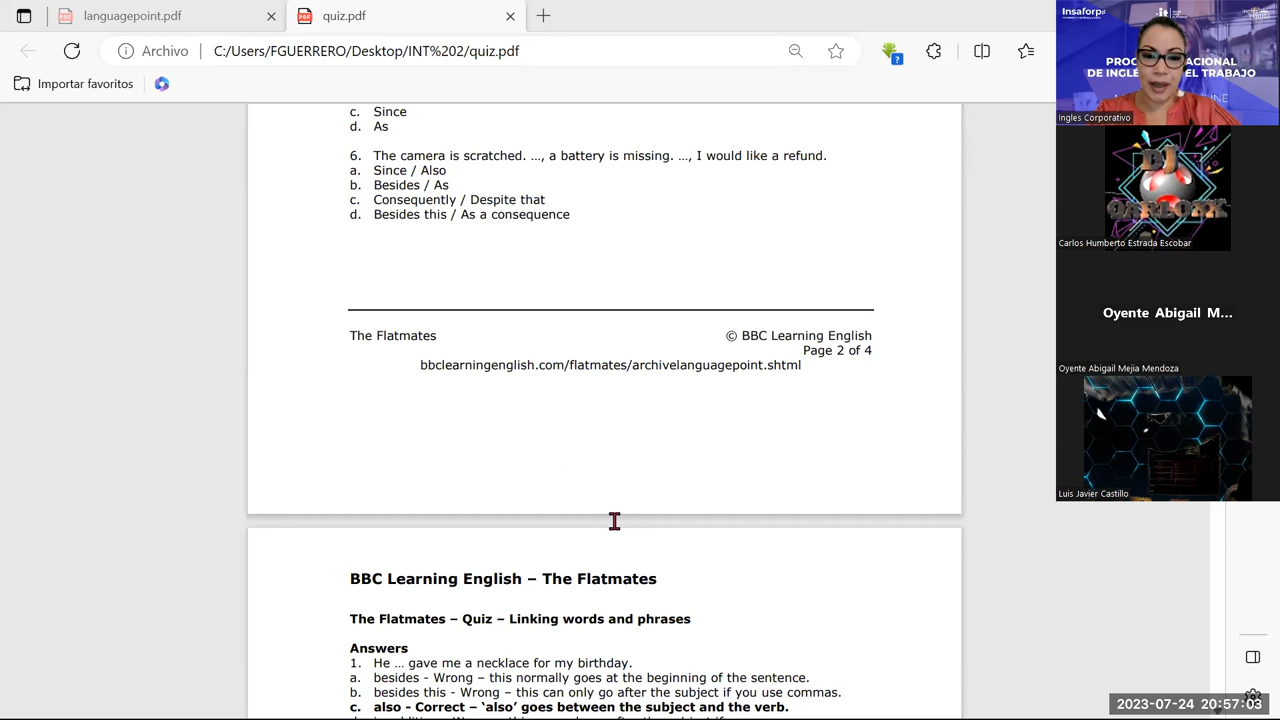 languagepoint.pdf
quiz.pdf
Archivo
C:/Users/FGUERRERO/Desktop/INT%202/quiz.pdf
Importar favoritos
c. Since
d. As
6. The camera is scratched. ..., a battery is missing. ..., I would like a refund.
a. Since / Also
b. Besides / As
c. Consequently / Despite that
d. Besides this / As a consequence
The Flatmates
© BBC Learning English
Page 2 of 4
bbclearningenglish.com/flatmates/archivelanguagepoint.shtml
BBC Learning English – The Flatmates
The Flatmates – Quiz – Linking words and phrases
Answers
1. He ... gave me a necklace for my birthday.
a. besides - Wrong – this normally goes at the beginning of the sentence.
b. besides this - Wrong – this can only go after the subject if you use commas.
c. also - Correct – ‘also’ goes between the subject and the verb.
Insaforp
Ingles Corporativo
DJ
Carlos Humberto Estrada Escobar
Oyente Abigail M...
Oyente Abigail Mejia Mendoza
Luis Javier Castillo
2023-07-24 20:57:03